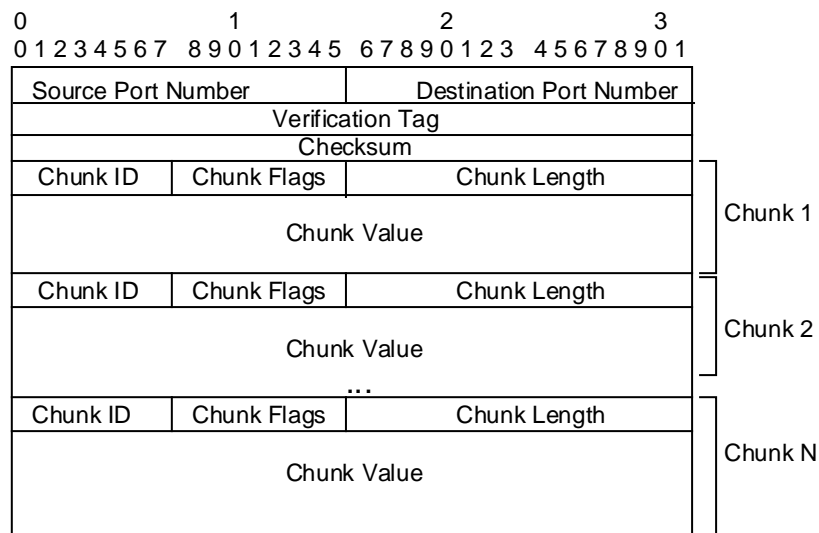 0 1 2 3
0 1 2 3 4 5 6 7 8 9 0 1 2 3 4 5 6 7 8 9 0 1 2 3 4 5 6 7 8 9 0 1
Source Port Number Destination Port Number
Verification Tag
Checksum
Chunk ID Chunk Flags Chunk Length
Chunk 1
Chunk Value
Chunk ID Chunk Flags Chunk Length
Chunk 2
Chunk Value
...
Chunk ID Chunk Flags Chunk Length
Chunk N
Chunk Value